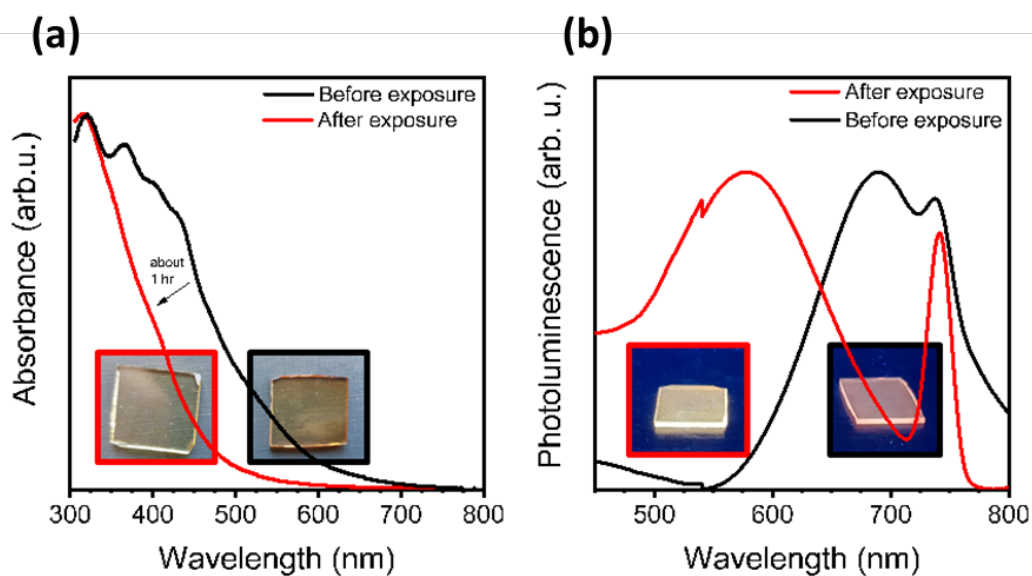 (a)
(b)
Before exposure
After exposure
After exposure
Before exposure
about
1 hr
Absorbance (arb.u.)
Photoluminescence (arb. u.)
300 400 500 600 700 800
500 600 700 800
Wavelength (nm)
Wavelength (nm)